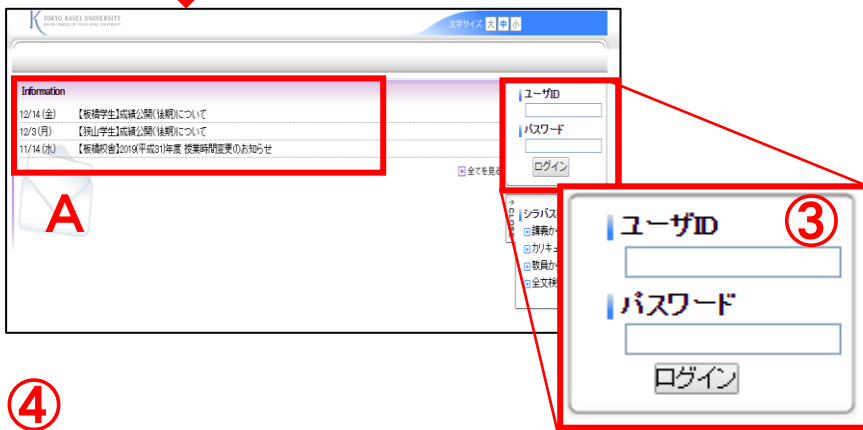 TOKYO KASEI UNIVERSITY
文字サイズ 大 中 小
Information
12/14(金) 【板橋学生】成績公開(後期)について
12/3(月) 【狭山学生】成績公開(後期)について
11/14(水) 【板橋校舎】2019(平成31)年度 授業時間変更のお知らせ
全てを見る
ユーザID
パスワード
ログイン
A
CLOSE
シラバス
講義か
カリキュ
教員か
全文検
③
ユーザID
パスワード
ログイン
④